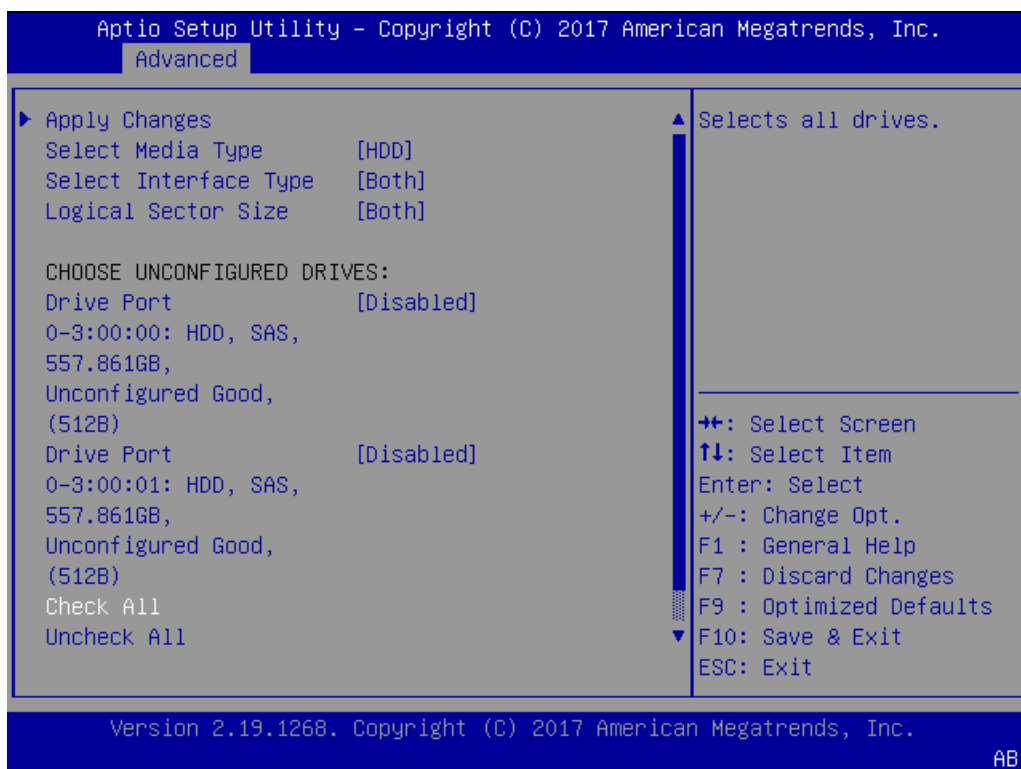 Aptio Setup Utility – Copyright (C) 2017 American Megatrends, Inc.
Advanced
Apply Changes
Select Media Type [HDD]
Select Interface Type [Both]
Logical Sector Size [Both]
CHOOSE UNCONFIGURED DRIVES:
Drive Port [Disabled]
0-3:00:00: HDD, SAS,
557.861GB,
Unconfigured Good,
(512B)
Drive Port [Disabled]
0-3:00:01: HDD, SAS,
557.861GB,
Unconfigured Good,
(512B)
Check All
Uncheck All
Selects all drives.
→←: Select Screen
↑↓: Select Item
Enter: Select
+/-: Change Opt.
F1 : General Help
F7 : Discard Changes
F9 : Optimized Defaults
F10: Save & Exit
ESC: Exit
Version 2.19.1268. Copyright (C) 2017 American Megatrends, Inc.
AB